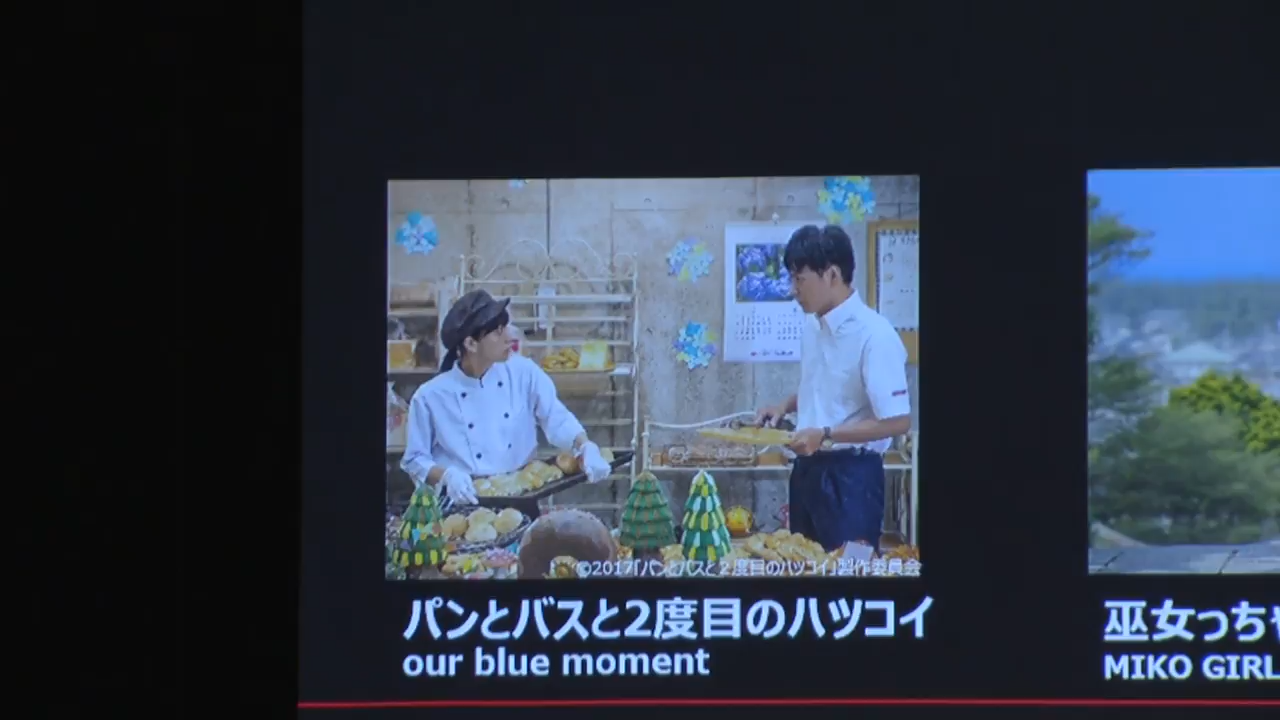 ©2017「パンとバスと2度目のハツコイ」製作委員会
パンとバスと2度目のハツコイ
our blue moment
巫女っち
MIKO GIRL